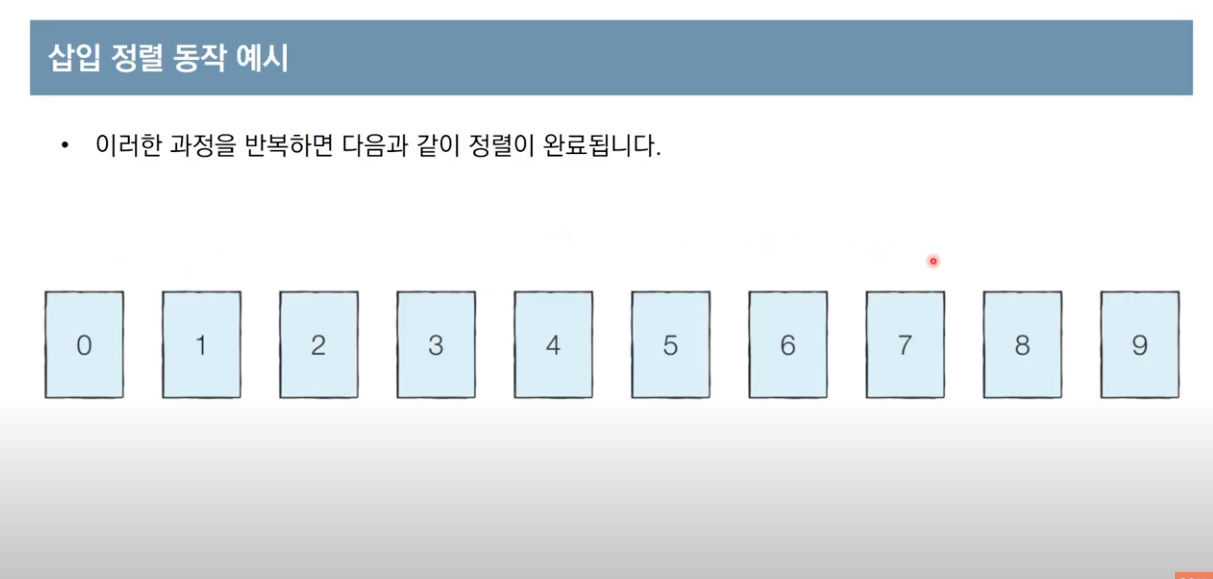 삽입 정렬 동작 예시
• 이러한 과정을 반복하면 다음과 같이 정렬이 완료됩니다.
0 1 2 3 4 5 6 7 8 9